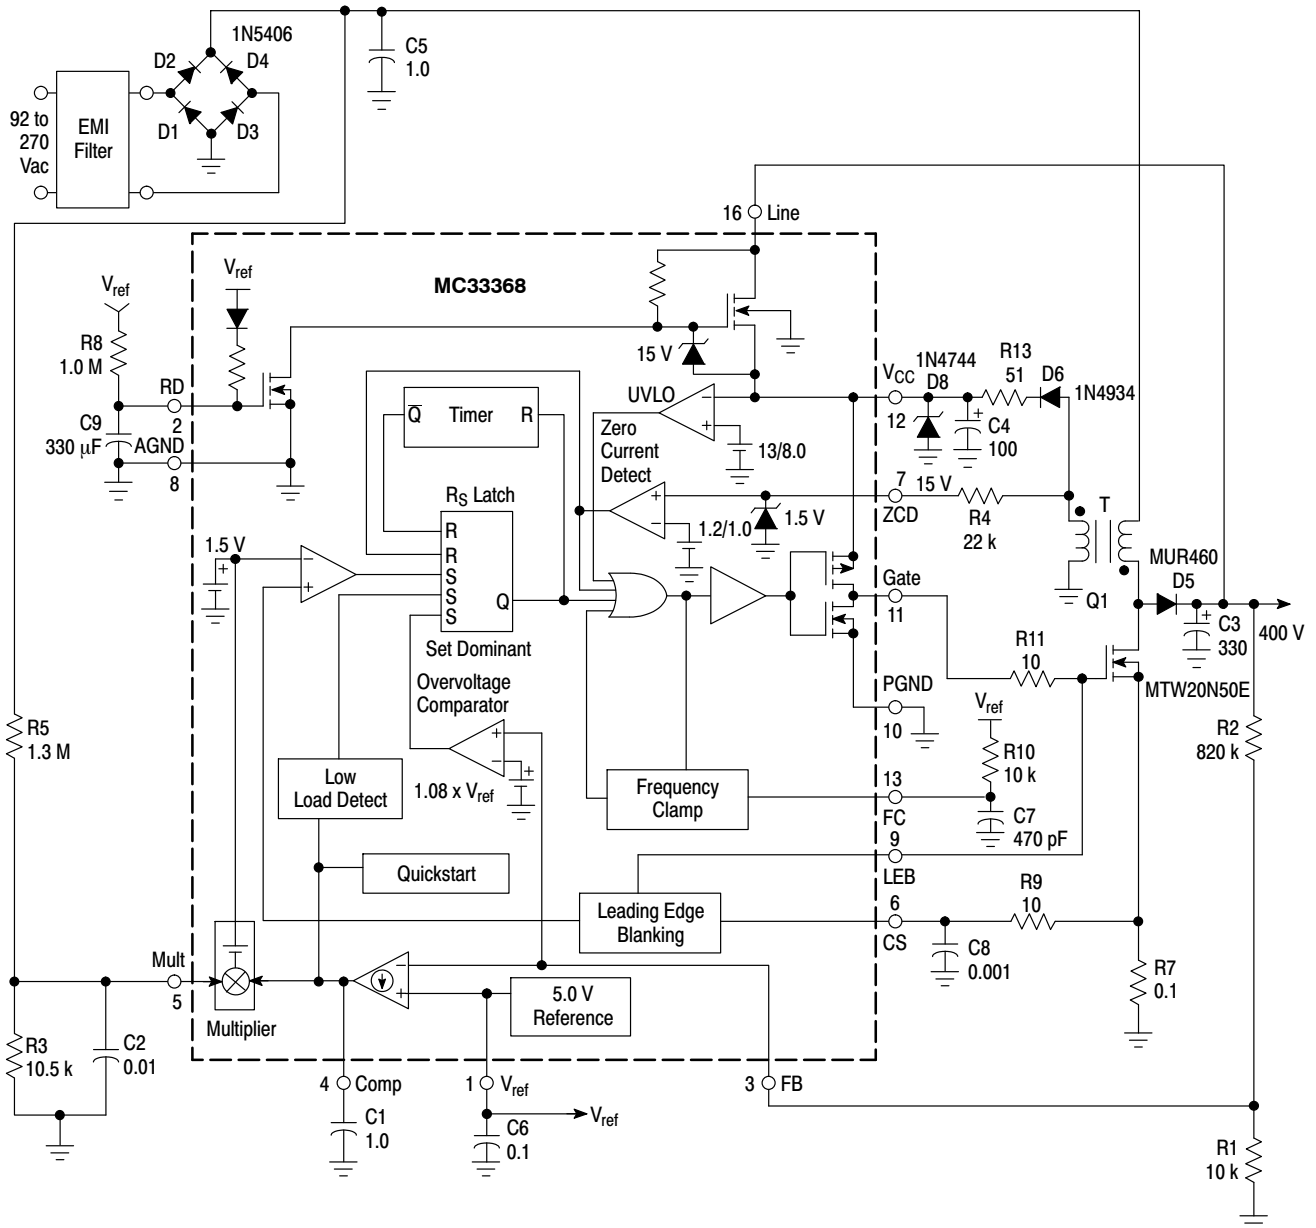 1N5406
C5
1.0
D2
D4
D1
D3
92 to
270
Vac
EMI
Filter
16
Line
MC33368
Vref
Vref
R8
1.0 M
RD
2
C9
330 μF
AGND
8
15 V
UVLO
Q̅
Timer
R
Zero
Current
Detect
13/8.0
VCC
12
1N4744
D8
R13
51
D6
1N4934
C4
+
100
7
15 V
ZCD
R4
22 k
T
RS Latch
R
R
S
S
S
Q
Set Dominant
1.2/1.0
1.5 V
1.5 V
+
−
+
−
+
+
−
Gate
11
Q1
MUR460
D5
+
C3
330
400 V
R11
10
MTW20N50E
PGND
10
Vref
R10
10 k
R2
820 k
R5
1.3 M
Overvoltage
Comparator
+
−
+
1.08 x Vref
Low
Load Detect
Frequency
Clamp
13
FC
C7
470 pF
9
LEB
Quickstart
Leading Edge
Blanking
6
CS
R9
10
C8
0.001
R7
0.1
Mult
5
Multiplier
−
+
5.0 V
Reference
R3
10.5 k
C2
0.01
4
Comp
1
Vref
3
FB
C1
1.0
C6
0.1
Vref
R1
10 k